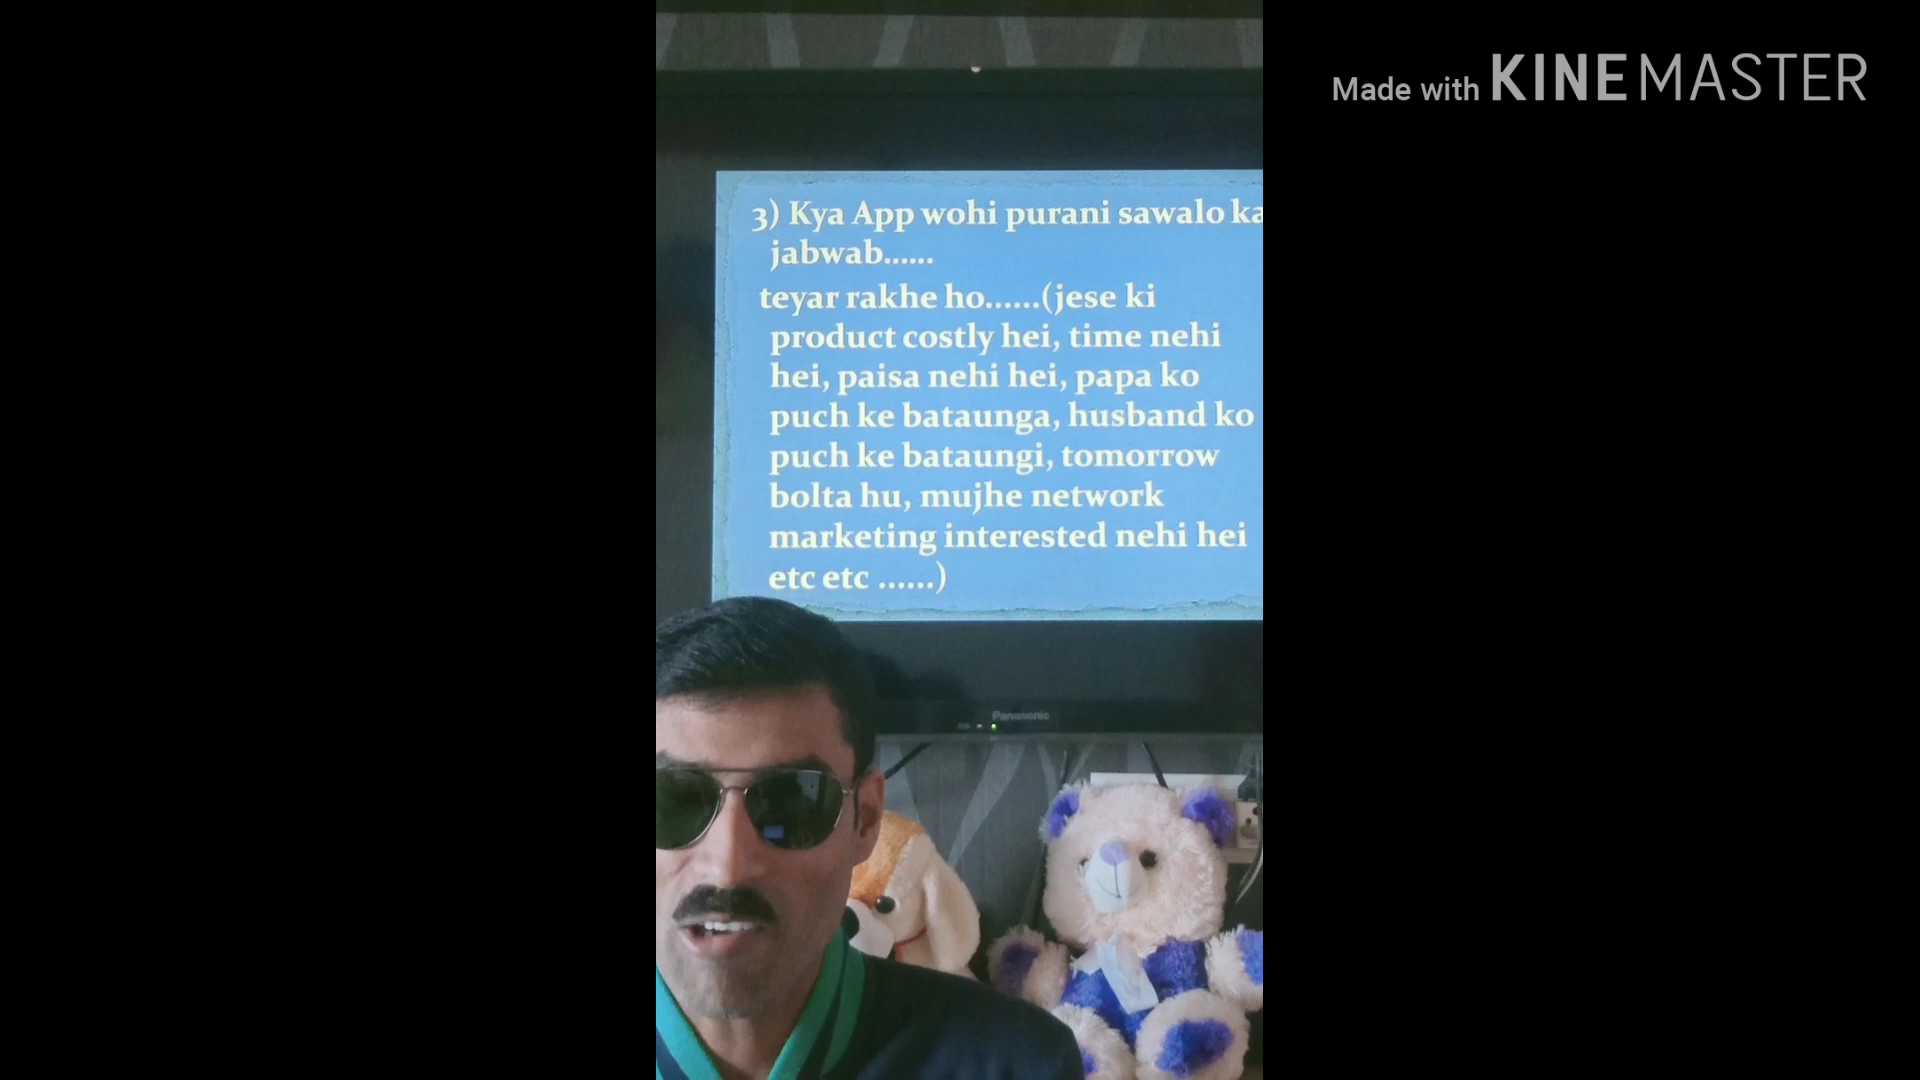 Made with KINEMASTER
3) Kya App wohi purani sawalo ka
jabwab......
teyar rakhe ho......(jese ki
product costly hei, time nehi
hei, paisa nehi hei, papa ko
puch ke bataunga, husband ko
puch ke bataungi, tomorrow
bolta hu, mujhe network
marketing interested nehi hei
etc etc ......)
Panasonic